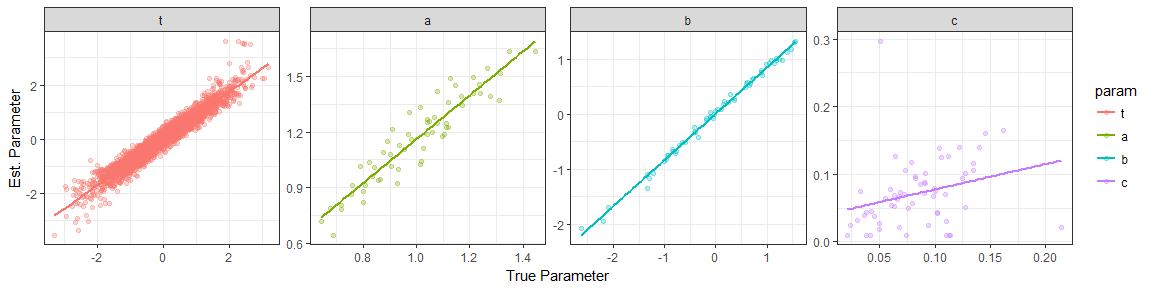 t a b c
Est. Parameter
2
0
-2
-2 0 2
1.5
1.2
0.9
0.6
0.8 1.0 1.2 1.4
1
0
-1
-2
-2 -1 0 1
0.3
0.2
0.1
0.0
0.05 0.10 0.15 0.20
True Parameter
param
t
a
b
c